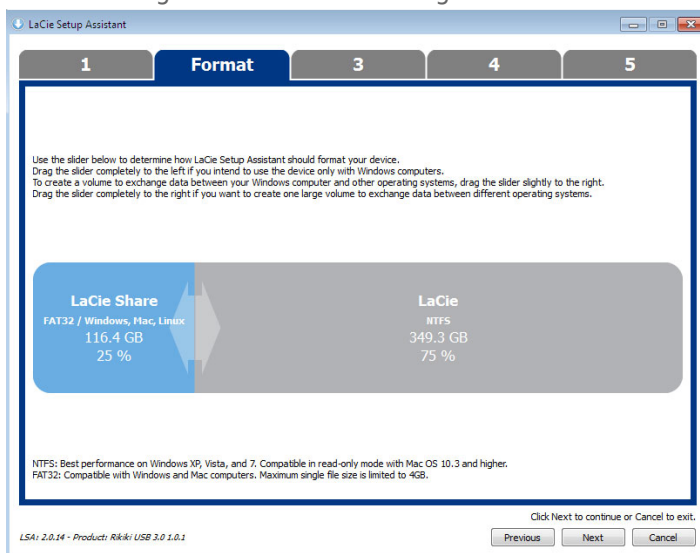 LaCie Setup Assistant
1
Format
3
4
5
Use the slider below to determine how LaCie Setup Assistant should format your device.
Drag the slider completely to the left if you intend to use the device only with Windows computers.
To create a volume to exchange data between your Windows computer and other operating systems, drag the slider slightly to the right.
Drag the slider completely to the right if you want to create one large volume to exchange data between different operating systems.
LaCie Share
FAT32 / Windows, Mac, Linux
116.4 GB
25 %
LaCie
NTFS
349.3 GB
75 %
NTFS: Best performance on Windows XP, Vista, and 7. Compatible in read-only mode with Mac OS 10.3 and higher.
FAT32: Compatible with Windows and Mac computers. Maximum single file size is limited to 4GB.
Click Next to continue or Cancel to exit.
LSA: 2.0.14 - Product: Rikiki USB 3.0 1.0.1
Previous
Next
Cancel